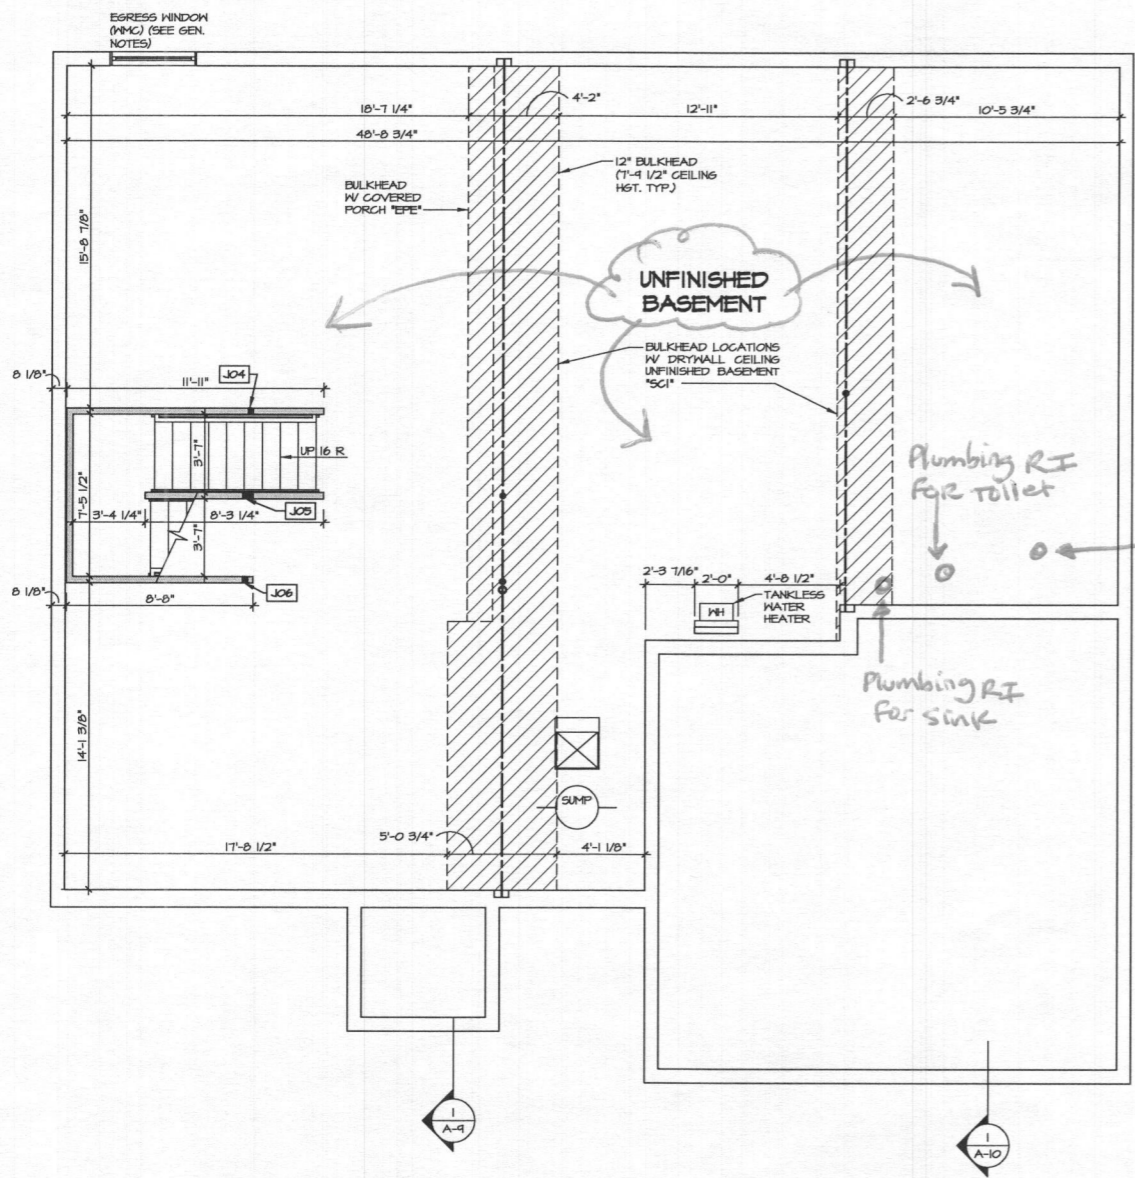 EGRESS WINDOW
(WMC) (SEE GEN.
NOTES)
18'-7 1/4"
4'-2"
12'-11"
2'-6 3/4"
10'-5 3/4"
48'-8 3/4"
12" BULKHEAD
(7'-9 1/2" CEILING
HGT. TYP.)
BULKHEAD
W/ COVERED
PORCH "EPE"
15'-8 7/8"
UNFINISHED
BASEMENT
BULKHEAD LOCATIONS
W/ DRYWALL CEILING
UNFINISHED BASEMENT
"SCI"
8 1/8"
11'-11"
J04
UP 16 R
3'-7"
7'-5 1/2"
3'-4 1/4"
8'-3 1/4"
J05
3'-7"
Plumbing RI
FOR Toilet
8 1/8"
8'-8"
J06
2'-3 7/16"
2'-0"
4'-8 1/2"
WH
TANKLESS
WATER
HEATER
Plumbing RI
For Sink
14'-1 3/8"
SUMP
17'-8 1/2"
5'-0 3/4"
4'-1 1/8"
1
A-9
1
A-10